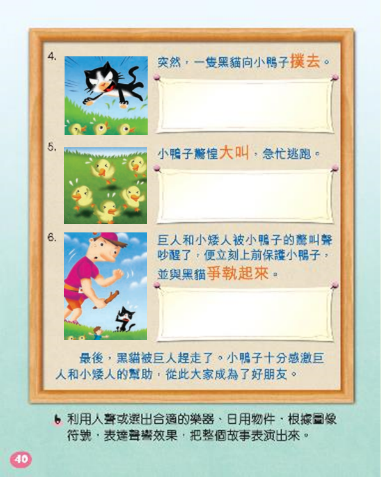 4.
突然，一隻黑貓向小鴨子撲去。
5.
小鴨子驚惶大叫，急忙逃跑。
6.
巨人和小矮人被小鴨子的驚叫聲
吵醒了，便立刻上前保護小鴨子，
並與黑貓爭執起來。
最後，黑貓被巨人趕走了。小鴨子十分感激巨
人和小矮人的幫助，從此大家成為了好朋友。
b 利用人聲或選出合適的樂器、日用物件，根據圖像
符號，表達聲響效果，把整個故事表演出來。
40